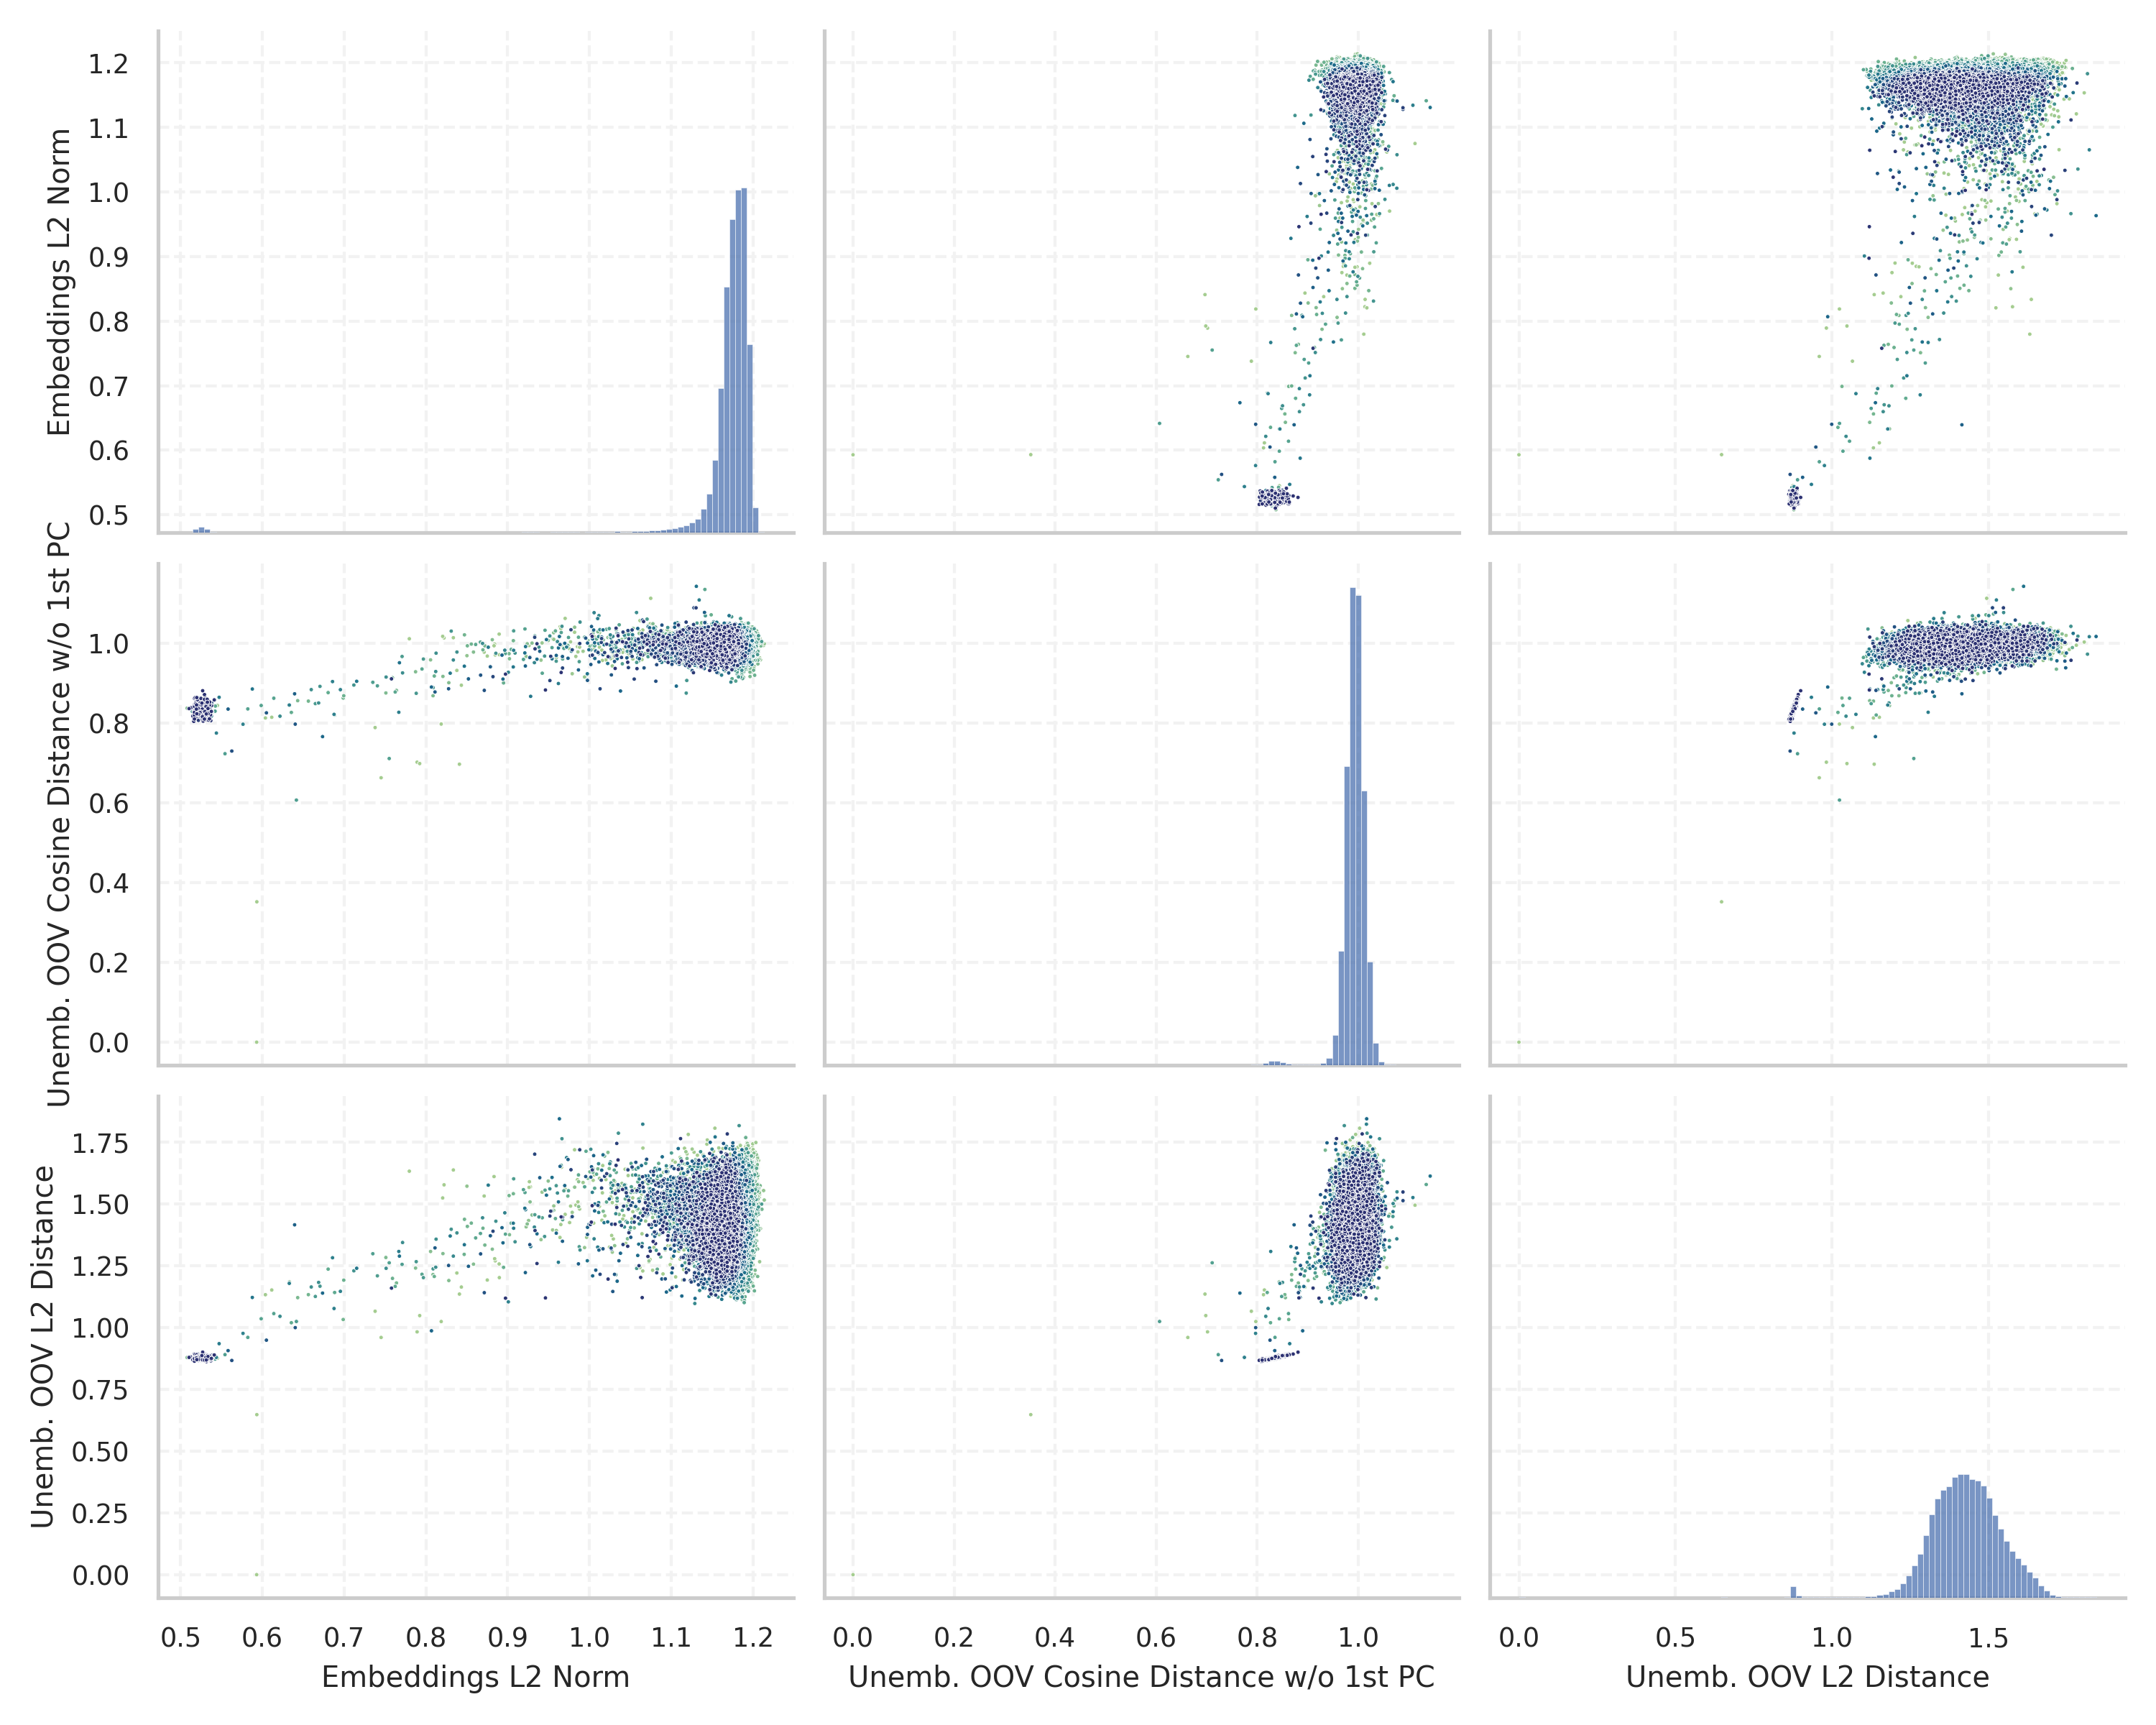 Embeddings L2 Norm
1.2
1.1
1.0
0.9
0.8
0.7
0.6
0.5
Unemb. OOV Cosine Distance w/o 1st PC
1.0
0.8
0.6
0.4
0.2
0.0
Unemb. OOV L2 Distance
1.75
1.50
1.25
1.00
0.75
0.50
0.25
0.00
0.5 0.6 0.7 0.8 0.9 1.0 1.1 1.2
0.0 0.2 0.4 0.6 0.8 1.0
0.0 0.5 1.0 1.5
Embeddings L2 Norm
Unemb. OOV Cosine Distance w/o 1st PC
Unemb. OOV L2 Distance